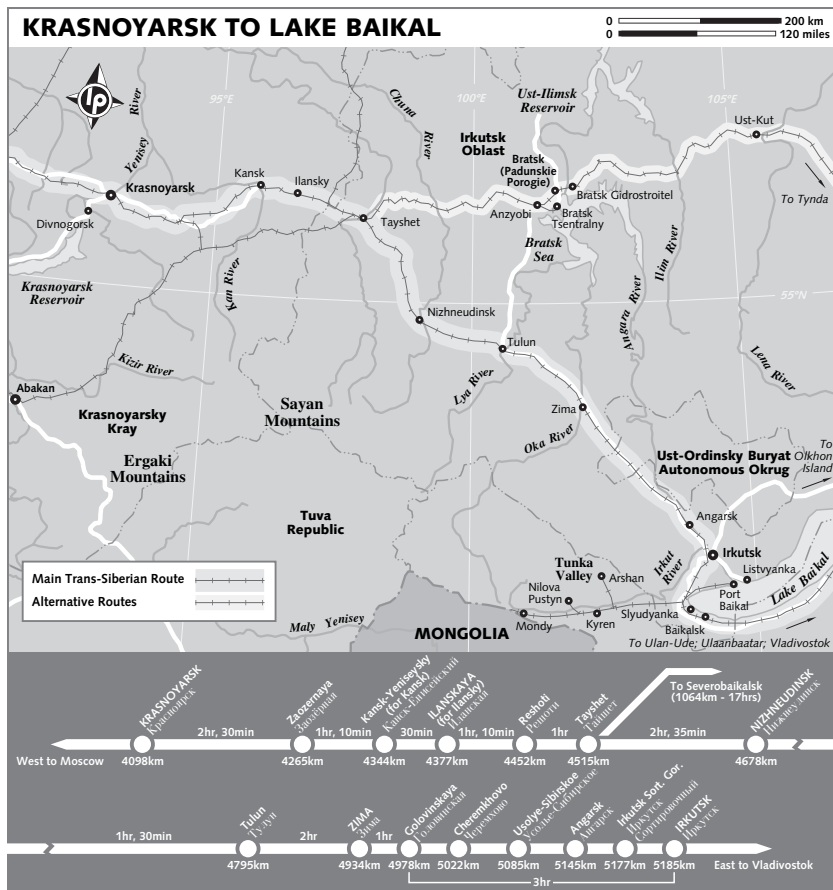 KRASNOYARSK TO LAKE BAIKAL
0 200 km
0 120 miles
lp
95°E
100°E
105°E
55°N
Yenisey River
Chuna River
Ust-Ilimsk
Reservoir
Irkutsk
Oblast
Bratsk
(Padunskie
Porogie)
Ust-Kut
To Tynda
Krasnoyarsk
Kansk
Ilansky
Divnogorsk
Tayshet
Anzyobi
Bratsk Gidrostroitel
Bratsk
Tsentralny
Bratsk
Sea
Krasnoyarsk
Reservoir
Kan River
Ilim River
Angara River
Nizhneudinsk
Tulun
Lena River
Kizir River
Lya River
Abakan
Krasnoyarsky
Kray
Sayan
Mountains
Zima
Oka River
Ergaki
Mountains
Ust-Ordinsky Buryat
Autonomous Okrug
To
Olkhon
Island
Tuva
Republic
Angarsk
Irkutsk
Irkut
River
Listvyanka
Lake Baikal
Port
Baikal
Tunka
Valley
Arshan
Nilova
Pustyn
Mondy
Kyren
Slyudyanka
Baikalsk
Main Trans-Siberian Route
Alternative Routes
Maly Yenisey
MONGOLIA
To Ulan-Ude; Ulaanbaatar; Vladivostok
KRASNOYARSK
Красноярск
Zaozernaya
Заозёрная
Kansk-Yeniseysky
(for Kansk)
Канск-Енисейский
ILANSKAYA
(for Ilansky)
Иланская
Reshoti
Решоти
Tayshet
Тайшет
To Severobaikalsk
(1064km - 17hrs)
NIZHNEUDINSK
Нижнеудинск
2hr, 30min
1hr, 10min
30min
1hr, 10min
1hr
2hr, 35min
West to Moscow
4098km
4265km
4344km
4377km
4452km
4515km
4678km
Tulun
Тулун
ZIMA
Зима
Golovinskaya
Головинская
Cheremkhovo
Черемхово
Usolye-Sibirskoe
Усолье-Сибирское
Angarsk
Ангарск
Irkutsk Sort. Gor.
Иркутск
Сортировочный
IRKUTSK
Иркутск
1hr, 30min
2hr
1hr
4795km
4934km
4978km
5022km
5085km
5145km
5177km
5185km
East to Vladivostok
3hr